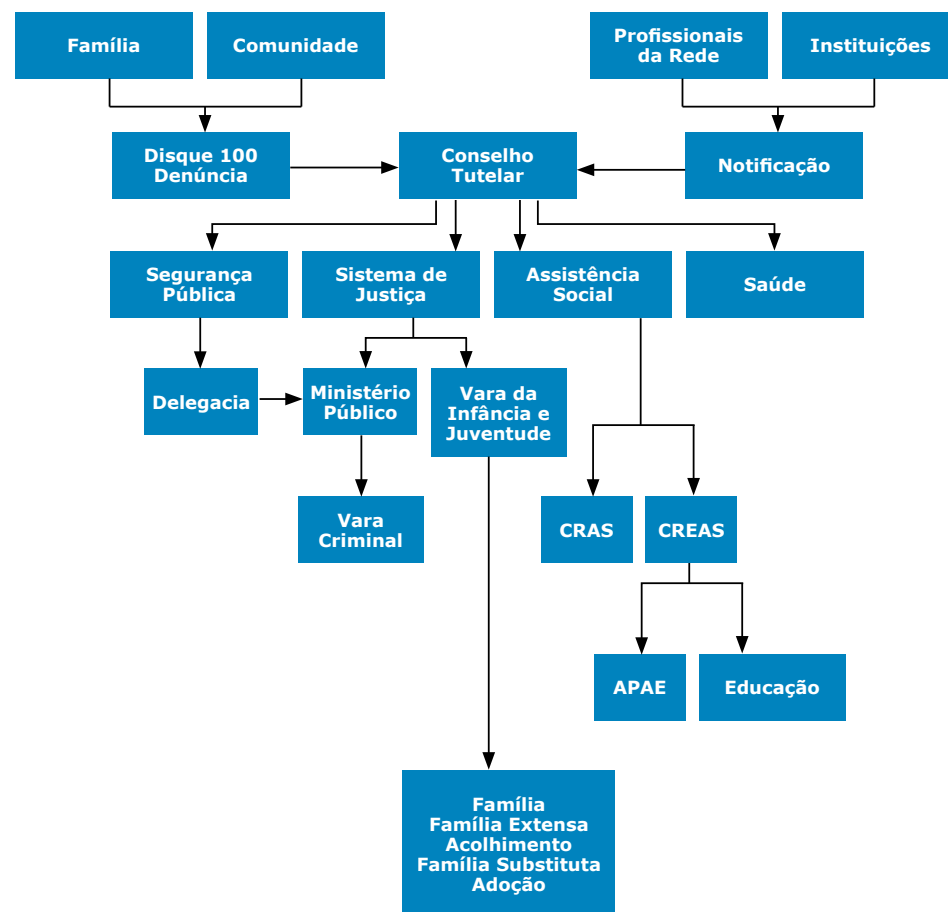 Família
Comunidade
Profissionais
da Rede
Instituições
Disque 100
Denúncia
Conselho
Tutelar
Notificação
Segurança
Pública
Sistema de
Justiça
Assistência
Social
Saúde
Delegacia
Ministério
Público
Vara da
Infância e
Juventude
Vara
Criminal
CRAS
CREAS
APAE
Educação
Família
Família Extensa
Acolhimento
Família Substituta
Adoção